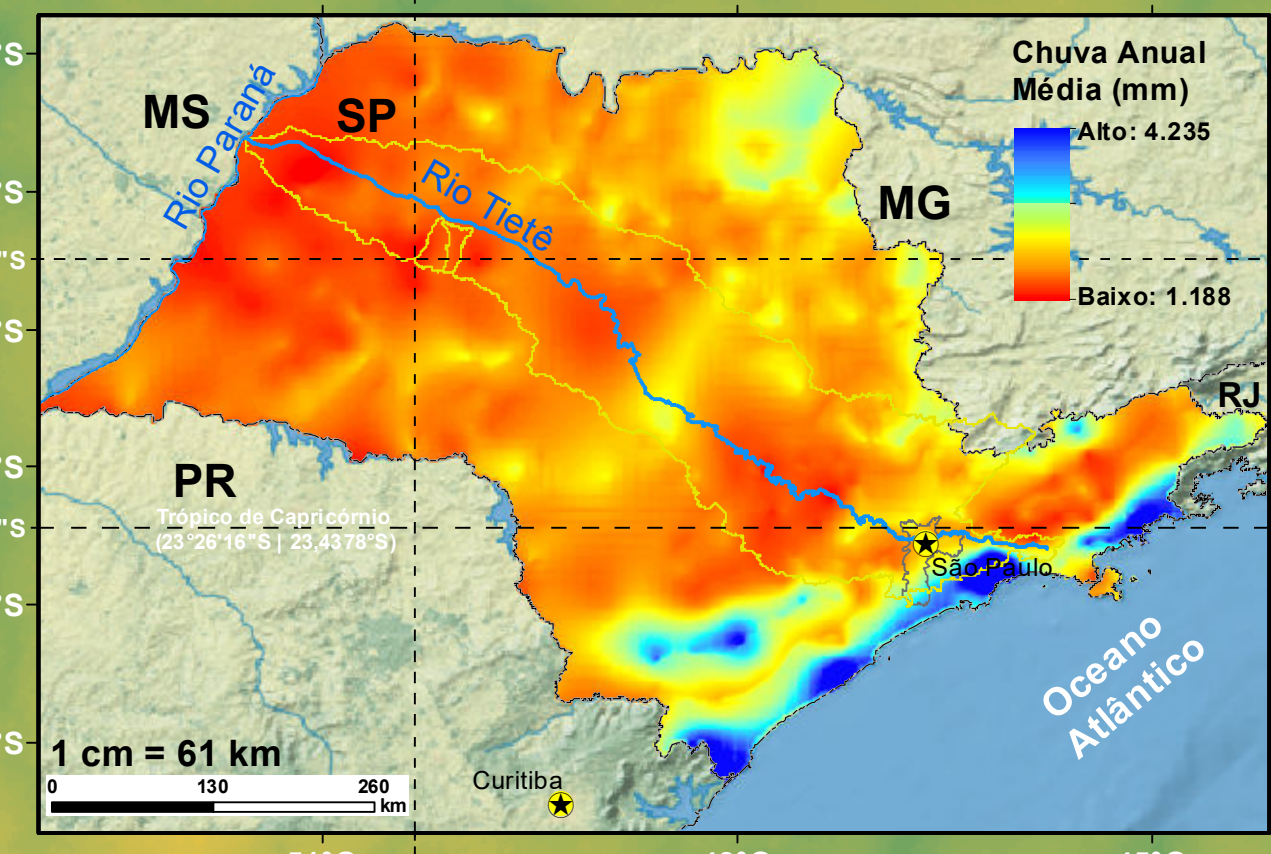 Chuva Anual
Média (mm)
Alto: 4.235
Baixo: 1.188
MS
SP
Rio Paraná
Rio Tietê
MG
RJ
PR
Trópico de Capricórnio
(23°26'16"S | 23,4378°S)
São Paulo
Oceano
Atlântico
1 cm = 61 km
0 130 260
km
Curitiba